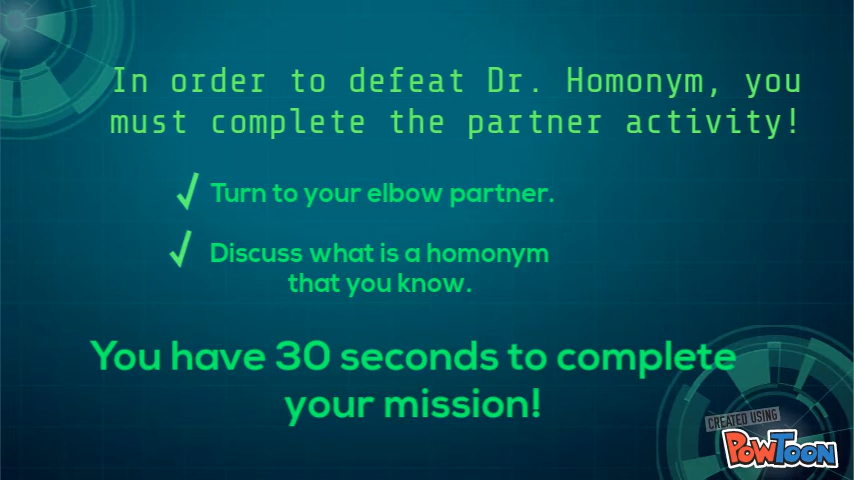 In order to defeat Dr. Homonym, you
must complete the partner activity!
Turn to your elbow partner.
Discuss what is a homonym
that you know.
You have 30 seconds to complete
your mission!
CREATED USING
POWTOON